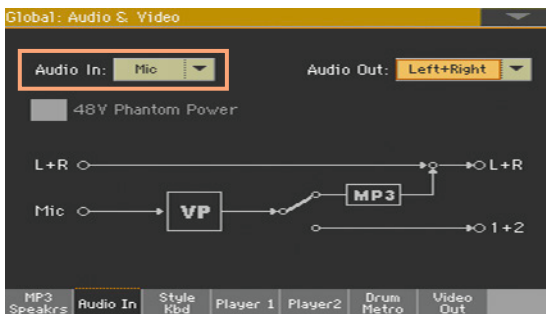 Global: Audio & Video
Audio In: Mic
Audio Out: Left+Right
48V Phantom Power
L+R
L+R
MP3
Mic
VP
1+2
MP3 Speakrs
Audio In
Style Kbd
Player 1
Player2
Drum Metro
Video Out